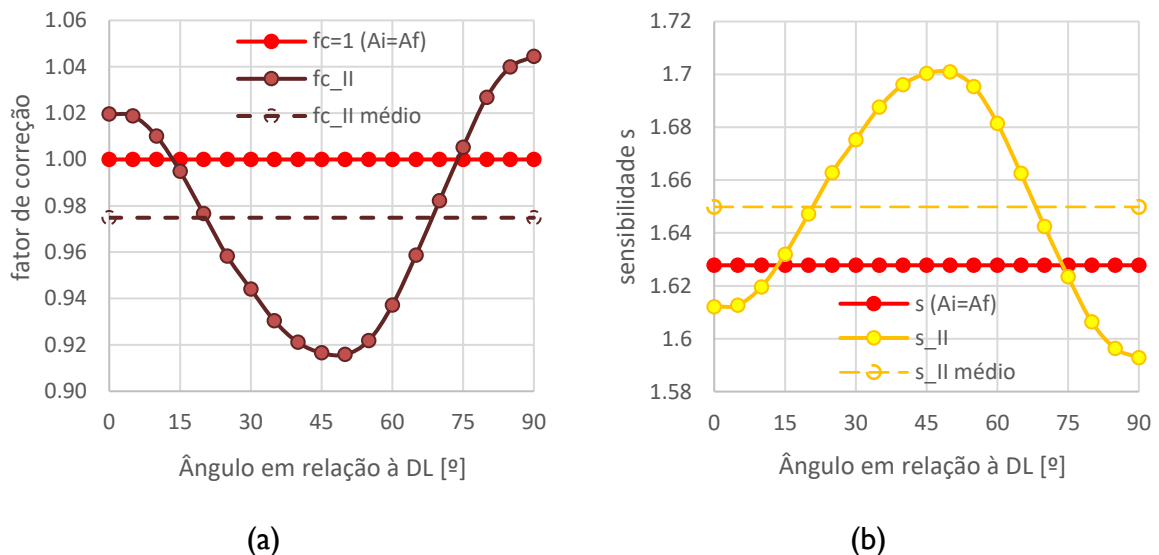 1.06
1.04
1.02
1.00
0.98
0.96
0.94
0.92
0.90
fator de correção
fc=1 (Ai=Af)
fc_II
fc_II médio
0 15 30 45 60 75 90
Ângulo em relação à DL [º]
(a)
1.72
1.7
1.68
1.66
1.64
1.62
1.6
1.58
sensibilidade s
s (Ai=Af)
s_II
s_II médio
0 15 30 45 60 75 90
Ângulo em relação à DL [º]
(b)